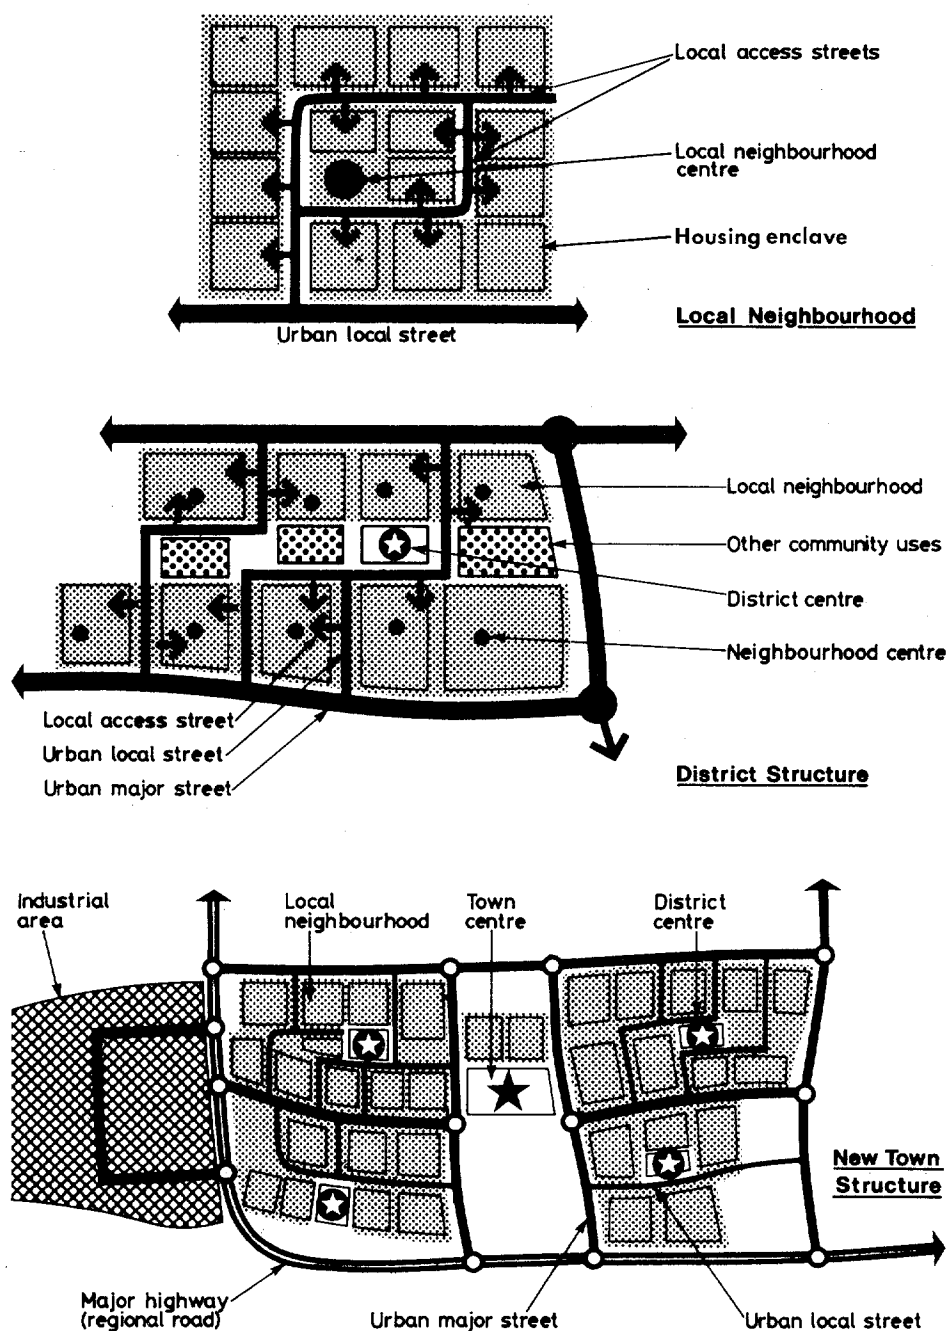 Local access streets
Local neighbourhood
centre
Housing enclave
Local Neighbourhood
Urban local street
Local neighbourhood
Other community uses
District centre
Neighbourhood centre
Local access street
Urban local street
Urban major street
District Structure
Industrial
area
Local
neighbourhood
Town
centre
District
centre
New Town
Structure
Major highway
(regional road)
Urban major street
Urban local street